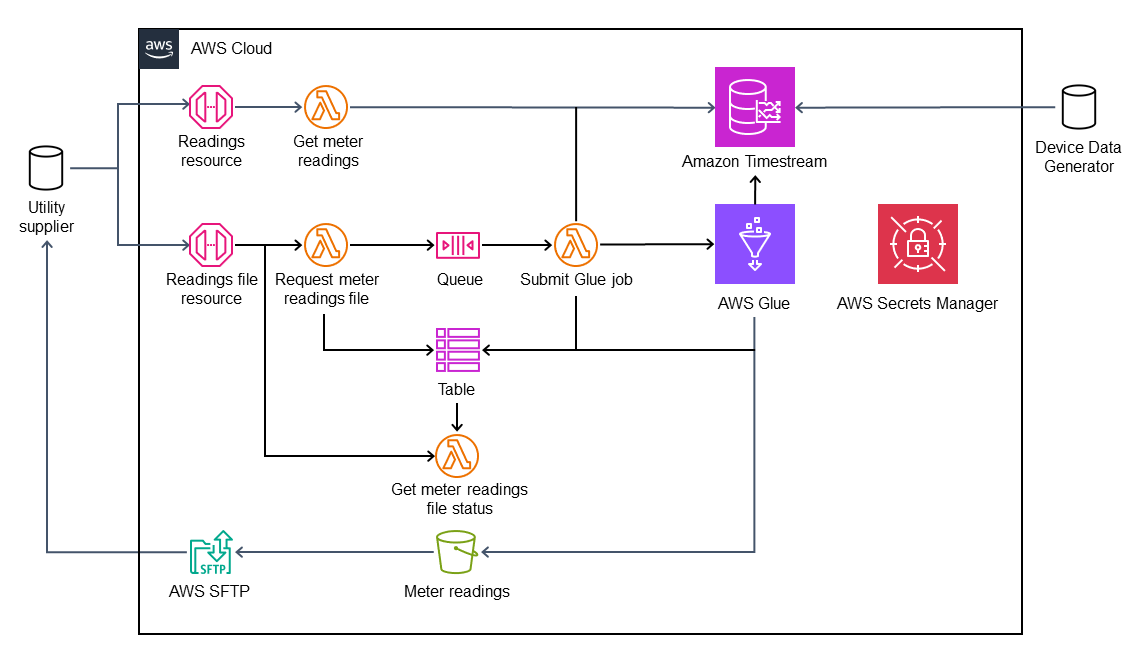 aws
AWS Cloud
Readings
resource
Get meter
readings
Amazon Timestream
Device Data
Generator
Utility
supplier
Readings file
resource
Request meter
readings file
Queue
Submit Glue job
AWS Glue
AWS Secrets Manager
Table
Get meter readings
file status
SFTP
AWS SFTP
Meter readings